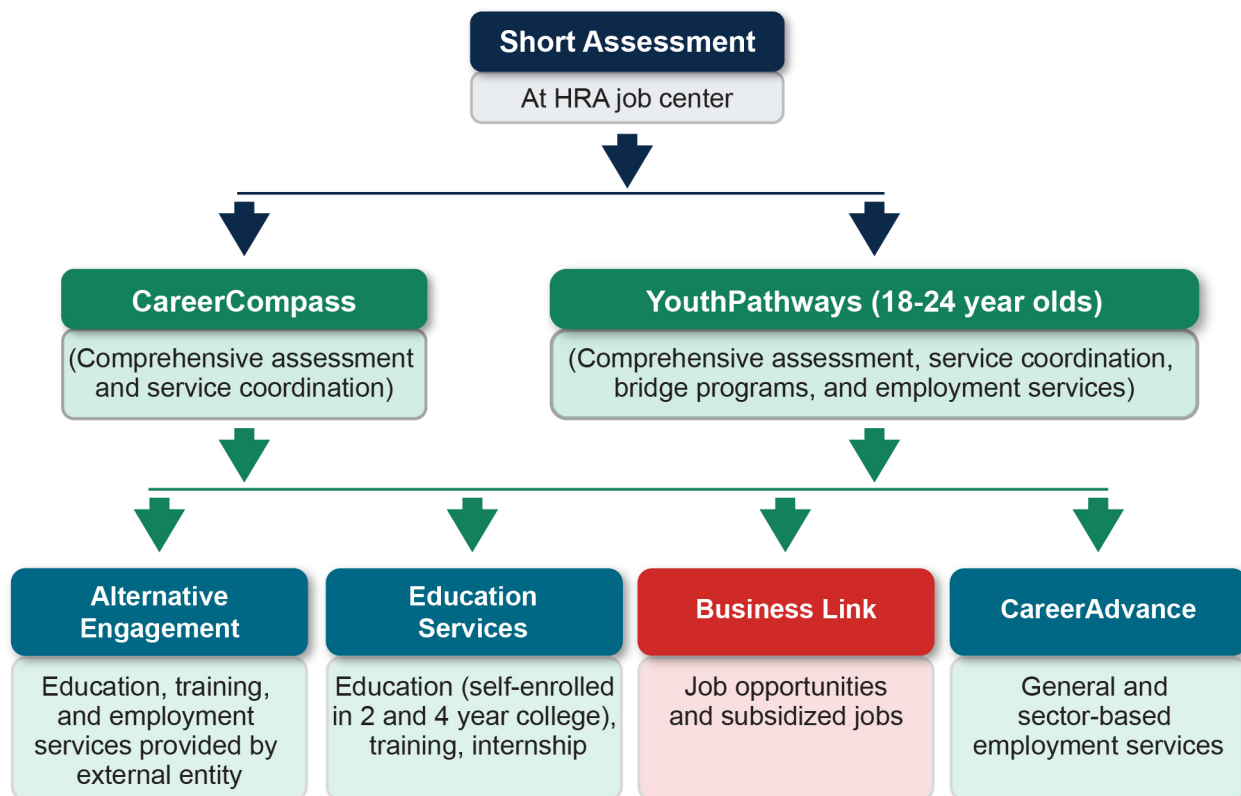 Short Assessment
At HRA job center
CareerCompass
(Comprehensive assessment
and service coordination)
YouthPathways (18-24 year olds)
(Comprehensive assessment, service coordination,
bridge programs, and employment services)
Alternative
Engagement
Education, training,
and employment
services provided by
external entity
Education
Services
Education (self-enrolled
in 2 and 4 year college),
training, internship
Business Link
Job opportunities
and subsidized jobs
CareerAdvance
General and
sector-based
employment services